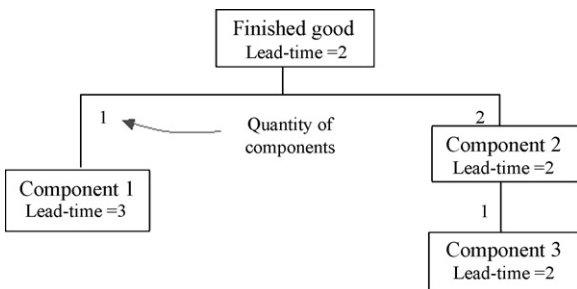 Finished good
Lead-time =2
1
Quantity of
components
2
Component 2
Lead-time =2
Component 1
Lead-time =3
1
Component 3
Lead-time =2